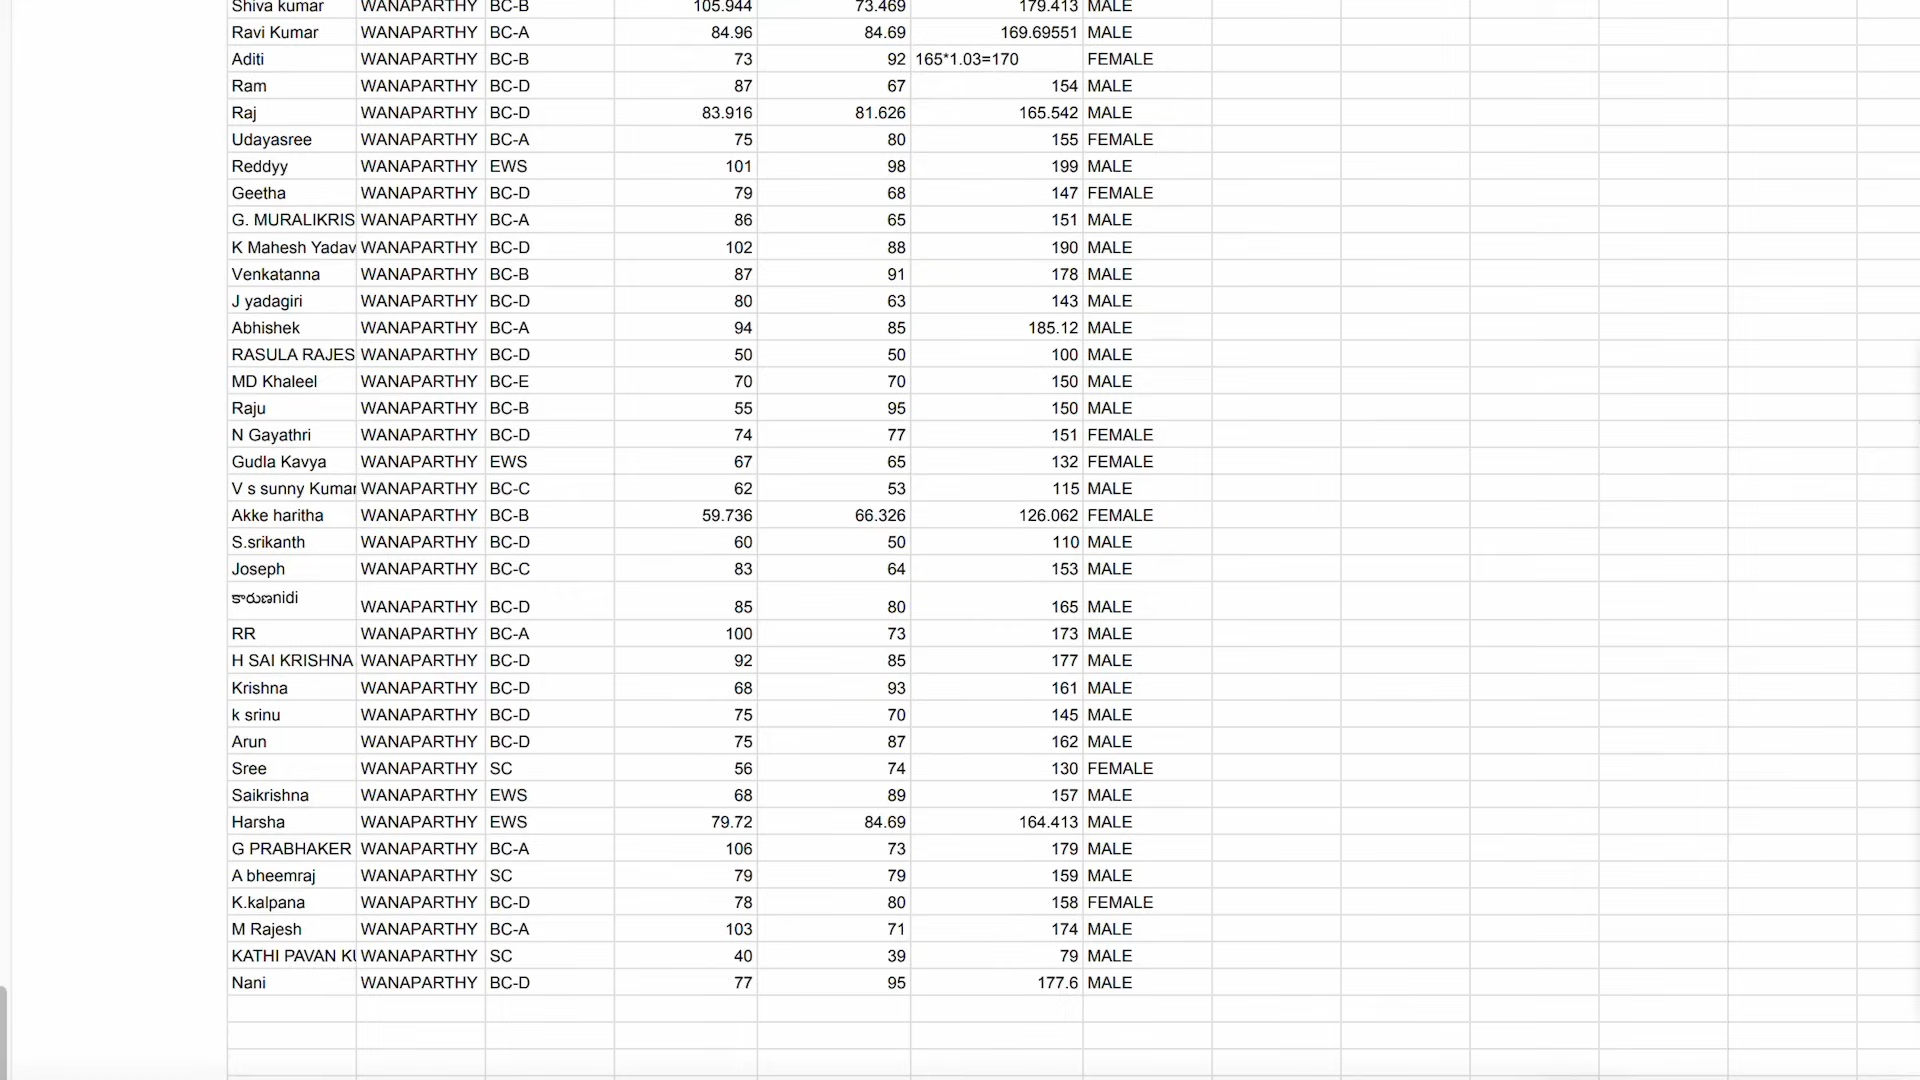 Shiva kumar WANAPARTHY BC-B 105.944 73.469 179.413 MALE
Ravi Kumar WANAPARTHY BC-A 84.96 84.69 169.69551 MALE
Aditi WANAPARTHY BC-B 73 92 165*1.03=170 FEMALE
Ram WANAPARTHY BC-D 87 67 154 MALE
Raj WANAPARTHY BC-D 83.916 81.626 165.542 MALE
Udayasree WANAPARTHY BC-A 75 80 155 FEMALE
Reddyy WANAPARTHY EWS 101 98 199 MALE
Geetha WANAPARTHY BC-D 79 68 147 FEMALE
G. MURALIKRIS WANAPARTHY BC-A 86 65 151 MALE
K Mahesh Yadav WANAPARTHY BC-D 102 88 190 MALE
Venkatanna WANAPARTHY BC-B 87 91 178 MALE
J yadagiri WANAPARTHY BC-D 80 63 143 MALE
Abhishek WANAPARTHY BC-A 94 85 185.12 MALE
RASULA RAJES WANAPARTHY BC-D 50 50 100 MALE
MD Khaleel WANAPARTHY BC-E 70 70 150 MALE
Raju WANAPARTHY BC-B 55 95 150 MALE
N Gayathri WANAPARTHY BC-D 74 77 151 FEMALE
Gudla Kavya WANAPARTHY EWS 67 65 132 FEMALE
V s sunny Kumar WANAPARTHY BC-C 62 53 115 MALE
Akke haritha WANAPARTHY BC-B 59.736 66.326 126.062 FEMALE
S.srikanth WANAPARTHY BC-D 60 50 110 MALE
Joseph WANAPARTHY BC-C 83 64 153 MALE
కారుణnidi WANAPARTHY BC-D 85 80 165 MALE
RR WANAPARTHY BC-A 100 73 173 MALE
H SAI KRISHNA WANAPARTHY BC-D 92 85 177 MALE
Krishna WANAPARTHY BC-D 68 93 161 MALE
k srinu WANAPARTHY BC-D 75 70 145 MALE
Arun WANAPARTHY BC-D 75 87 162 MALE
Sree WANAPARTHY SC 56 74 130 FEMALE
Saikrishna WANAPARTHY EWS 68 89 157 MALE
Harsha WANAPARTHY EWS 79.72 84.69 164.413 MALE
G PRABHAKER WANAPARTHY BC-A 106 73 179 MALE
A bheemraj WANAPARTHY SC 79 79 159 MALE
K.kalpana WANAPARTHY BC-D 78 80 158 FEMALE
M Rajesh WANAPARTHY BC-A 103 71 174 MALE
KATHI PAVAN KU WANAPARTHY SC 40 39 79 MALE
Nani WANAPARTHY BC-D 77 95 177.6 MALE